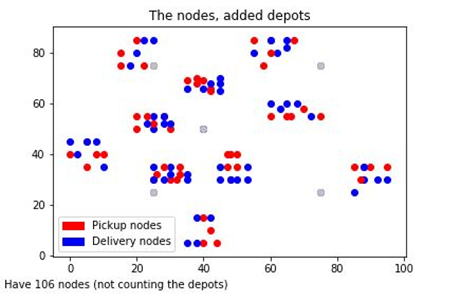 The nodes, added depots
80
60
40
20
0
Pickup nodes
Delivery nodes
0 20 40 60 80 100
Have 106 nodes (not counting the depots)